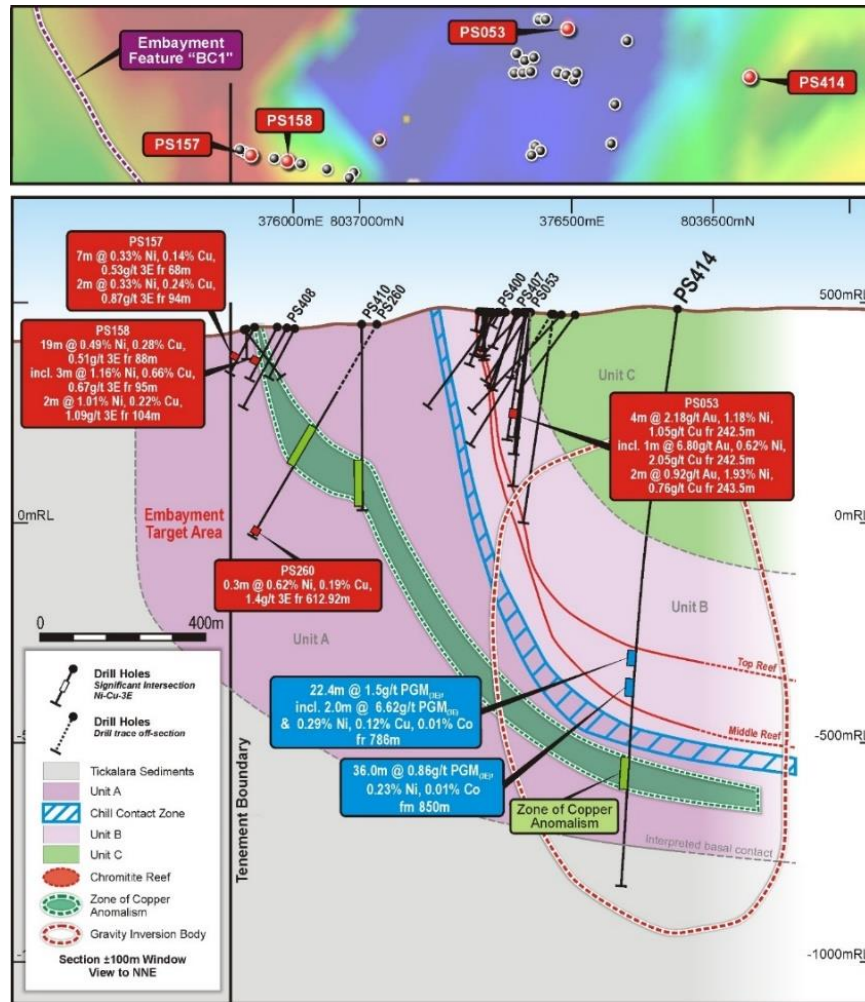 Embayment
Feature "BC1"
PS053
PS414
PS158
PS157
376000mE
8037000mN
376500mE
8036500mN
PS157
7m @ 0.33% Ni, 0.14% Cu,
0.53g/t 3E fr 68m
2m @ 0.33% Ni, 0.24% Cu,
0.87g/t 3E fr 94m
PS408
PS410
PS260
PS400
PS407
PS053
PS414
500mRL
PS158
19m @ 0.49% Ni, 0.28% Cu,
0.51g/t 3E fr 88m
incl. 3m @ 1.16% Ni, 0.66% Cu,
0.67g/t 3E fr 95m
2m @ 1.01% Ni, 0.22% Cu,
1.09g/t 3E fr 104m
Unit C
PS053
4m @ 2.18g/t Au, 1.18% Ni,
1.05g/t Cu fr 242.5m
incl. 1m @ 6.80g/t Au, 0.62% Ni,
2.05g/t Cu fr 242.5m
2m @ 0.92g/t Au, 1.93% Ni,
0.76g/t Cu fr 243.5m
0mRL
Embayment
Target Area
0mRL
PS260
0.3m @ 0.62% Ni, 0.19% Cu,
1.4g/t 3E fr 612.92m
0
400m
Unit A
Unit B
Top Reef
Middle Reef
22.4m @ 1.5g/t PGM(3E),
incl. 2.0m @ 6.62g/t PGM(3E)
& 0.29% Ni, 0.12% Cu, 0.01% Co
fr 786m
-500mRL
36.0m @ 0.86g/t PGM(3E),
0.23% Ni, 0.01% Co
fm 850m
Zone of Copper
Anomalism
Interpreted basal contact
Tenement Boundary
Drill Holes
Significant Intersection
Ni-Cu-3E
Drill Holes
Drill trace off-section
Tickalara Sediments
Unit A
Chill Contact Zone
Unit B
Unit C
Chromitite Reef
Zone of Copper
Anomalism
Gravity Inversion Body
Section ±100m Window
View to NNE
-1000mRL